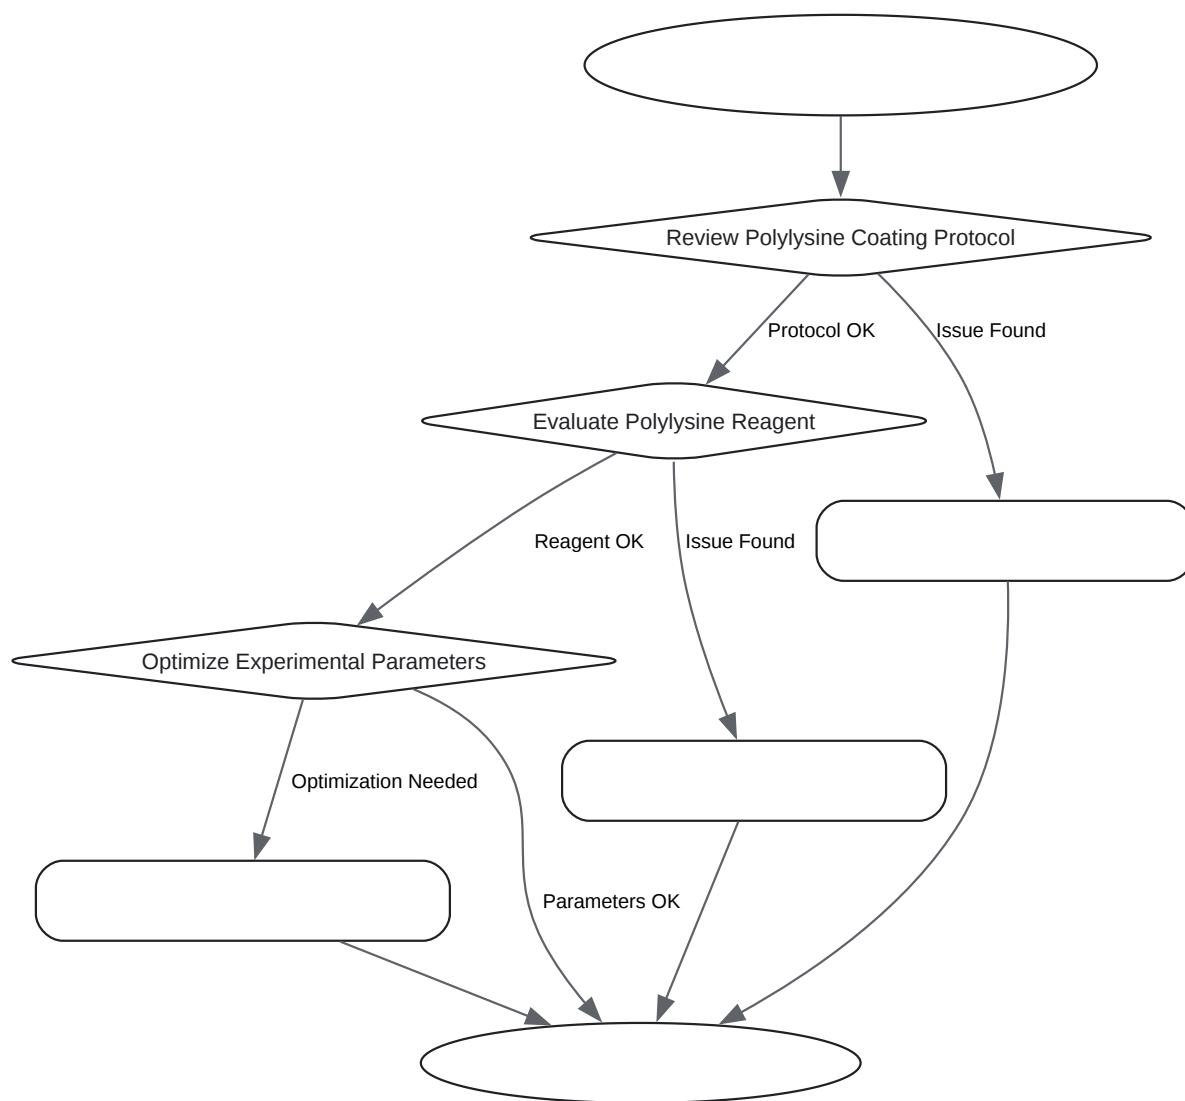 Review Polylysine Coating Protocol
Protocol OK
Issue Found
Evaluate Polylysine Reagent
Reagent OK
Issue Found
Optimize Experimental Parameters
Optimization Needed
Parameters OK